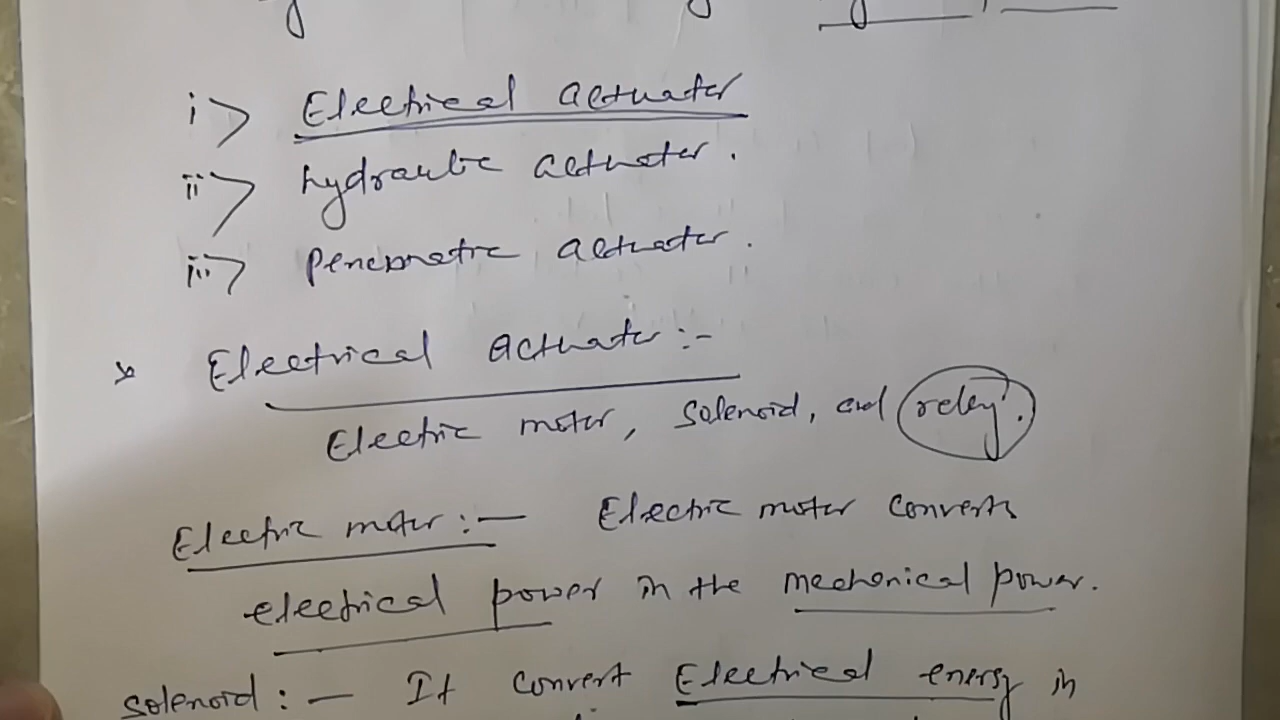 i> Electrical actuator
ii> hydraulic actuator.
iii> Penematic actuator.
* Electrical Actuator :-
Electric motor, Solenoid, and relay.
Electric motor :- Electric motor converts
electrical power in the mechanical power.
Solenoid :- It convert Electrical energy in